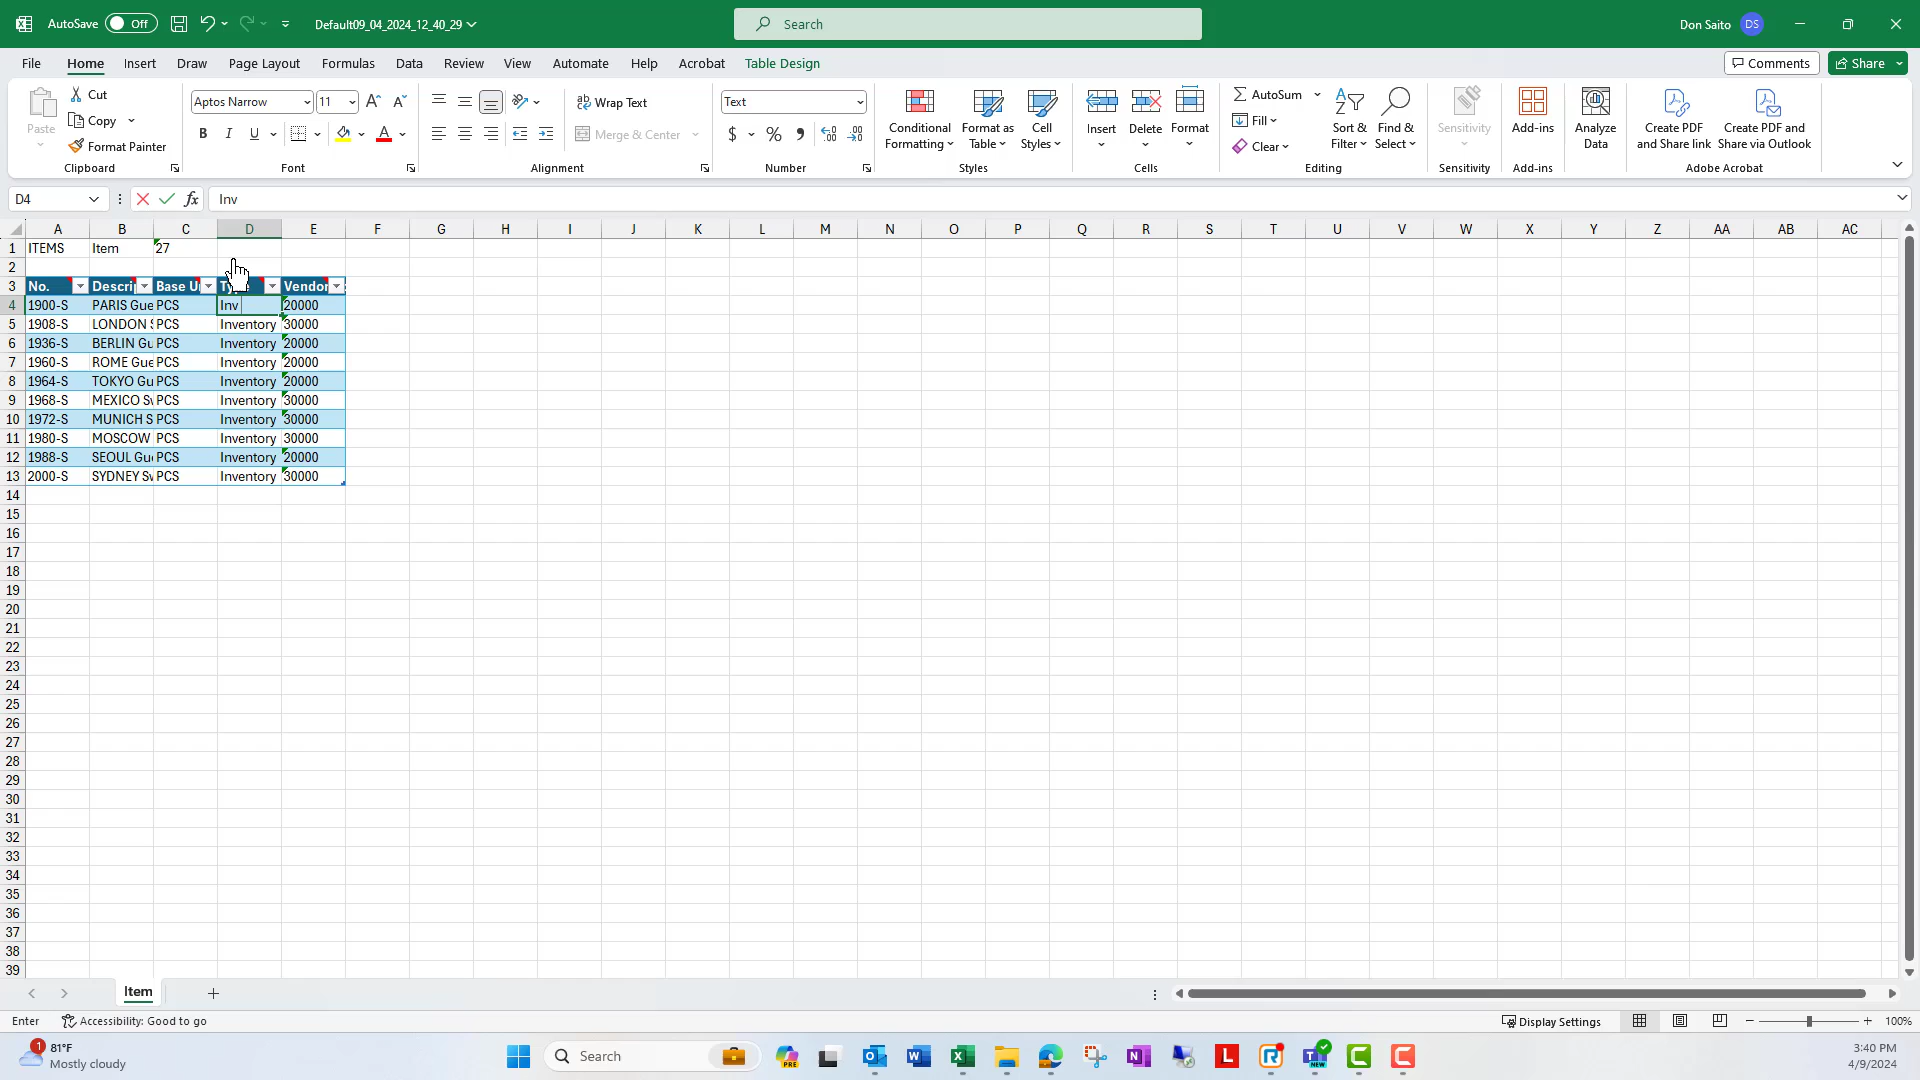 AutoSave Off Default09_04_2024_12_40_29 Search Don Saito DS
File Home Insert Draw Page Layout Formulas Data Review View Automate Help Acrobat Table Design Comments Share
Paste Cut Copy Format Painter Clipboard
Aptos Narrow 11 A A B I U A Font
Wrap Text Merge & Center Alignment
Text $ % Number
Conditional Formatting Format as Table Cell Styles Styles
Insert Delete Format Cells
AutoSum Fill Clear Sort & Filter Find & Select Editing
Sensitivity Sensitivity
Add-ins Add-ins
Analyze Data
Create PDF and Share link Create PDF and Share via Outlook Adobe Acrobat
D4 fx Inv
A B C D E F G H I J K L M N O P Q R S T U V W X Y Z AA AB AC
1 ITEMS Item 27
2
3 No. Descrip Base U Vendor
4 1900-S PARIS Gue PCS Inv 20000
5 1908-S LONDON S PCS Inventory 30000
6 1936-S BERLIN Gu PCS Inventory 20000
7 1960-S ROME Gue PCS Inventory 20000
8 1964-S TOKYO Gu PCS Inventory 20000
9 1968-S MEXICO Sw PCS Inventory 30000
10 1972-S MUNICH S PCS Inventory 30000
11 1980-S MOSCOW PCS Inventory 30000
12 1988-S SEOUL Gu PCS Inventory 20000
13 2000-S SYDNEY Sw PCS Inventory 30000
14
15
16
17
18
19
20
21
22
23
24
25
26
27
28
29
30
31
32
33
34
35
36
37
38
39
Item
Enter Accessibility: Good to go Display Settings 100%
1 81°F
Mostly cloudy
Search PRE W X N L R T NEW C C
3:40 PM
4/9/2024